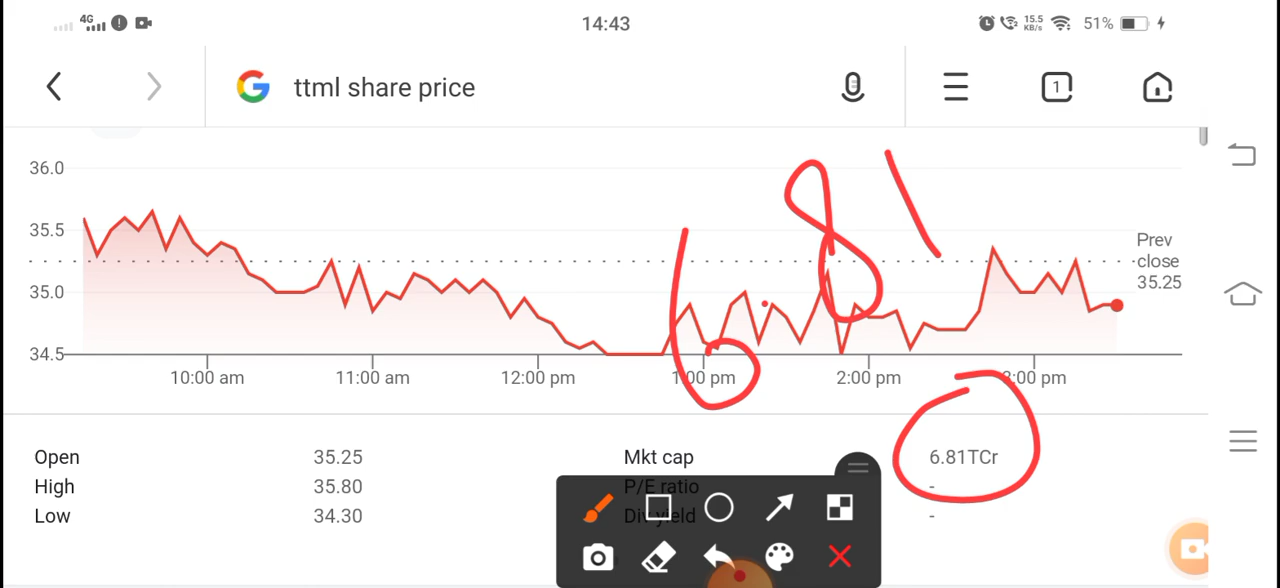 4G 14:43 15.5 KB/s 51%
ttml share price 1
36.0
35.5
35.0
34.5
Prev
close
35.25
10:00 am 11:00 am 12:00 pm 1:00 pm 2:00 pm 3:00 pm
6.81
Open 35.25 Mkt cap 6.81TCr
High 35.80 P/E ratio -
Low 34.30 Div yield -